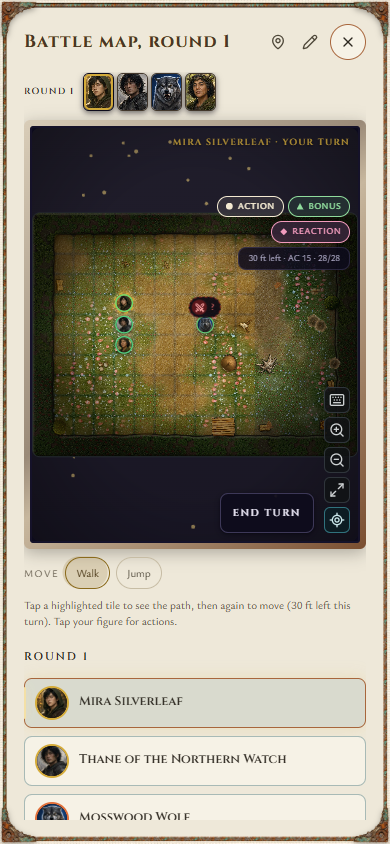 BATTLE MAP, ROUND 1
ROUND 1
MIRA SILVERLEAF · YOUR TURN
ACTION
BONUS
REACTION
30 ft left · AC 15 · 28/28
?
END TURN
MOVE
Walk
Jump
Tap a highlighted tile to see the path, then again to move (30 ft left this
turn). Tap your figure for actions.
ROUND 1
MIRA SILVERLEAF
THANE OF THE NORTHERN WATCH
MOSSWOOD WOLF